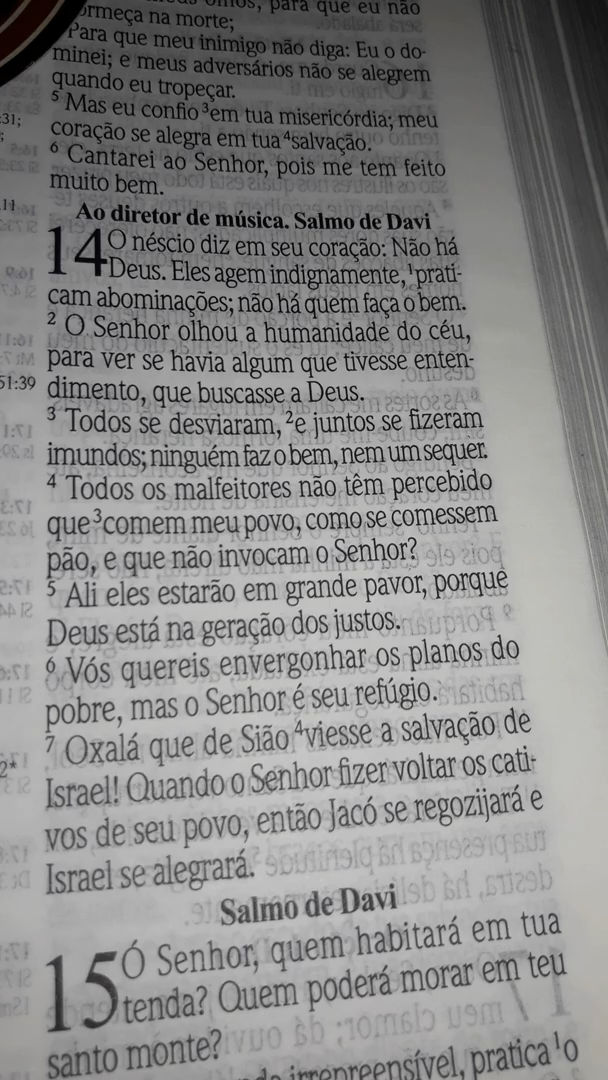 para que eu não
na morte;
Para que meu inimigo não diga: Eu o do-
minei; e meus adversários não se alegrem
quando eu tropeçar.
5 Mas eu confio 3em tua misericórdia; meu
coração se alegra em tua 4salvação.
6 Cantarei ao Senhor, pois me tem feito
muito bem.
Ao diretor de música. Salmo de Davi
14 O néscio diz em seu coração: Não há
Deus. Eles agem indignamente, 1prati-
cam abominações; não há quem faça o bem.
2 O Senhor olhou a humanidade do céu,
para ver se havia algum que tivesse enten-
51:39
dimento, que buscasse a Deus.
3 Todos se desviaram, 2e juntos se fizeram
imundos; ninguém faz o bem, nem um sequer.
4 Todos os malfeitores não têm percebido
que 3comem meu povo, como se comessem
pão, e que não invocam o Senhor?
5 Ali eles estarão em grande pavor, porque
Deus está na geração dos justos.
6 Vós quereis envergonhar os planos do
pobre, mas o Senhor é seu refúgio.
7 Oxalá que de Sião 4viesse a salvação de
Israel! Quando o Senhor fizer voltar os cati-
vos de seu povo, então Jacó se regozijará e
Israel se alegrará.
Salmo de Davi
15 Ó Senhor, quem habitará em tua
tenda? Quem poderá morar em teu
santo monte?
irrepreensível, pratica 1o